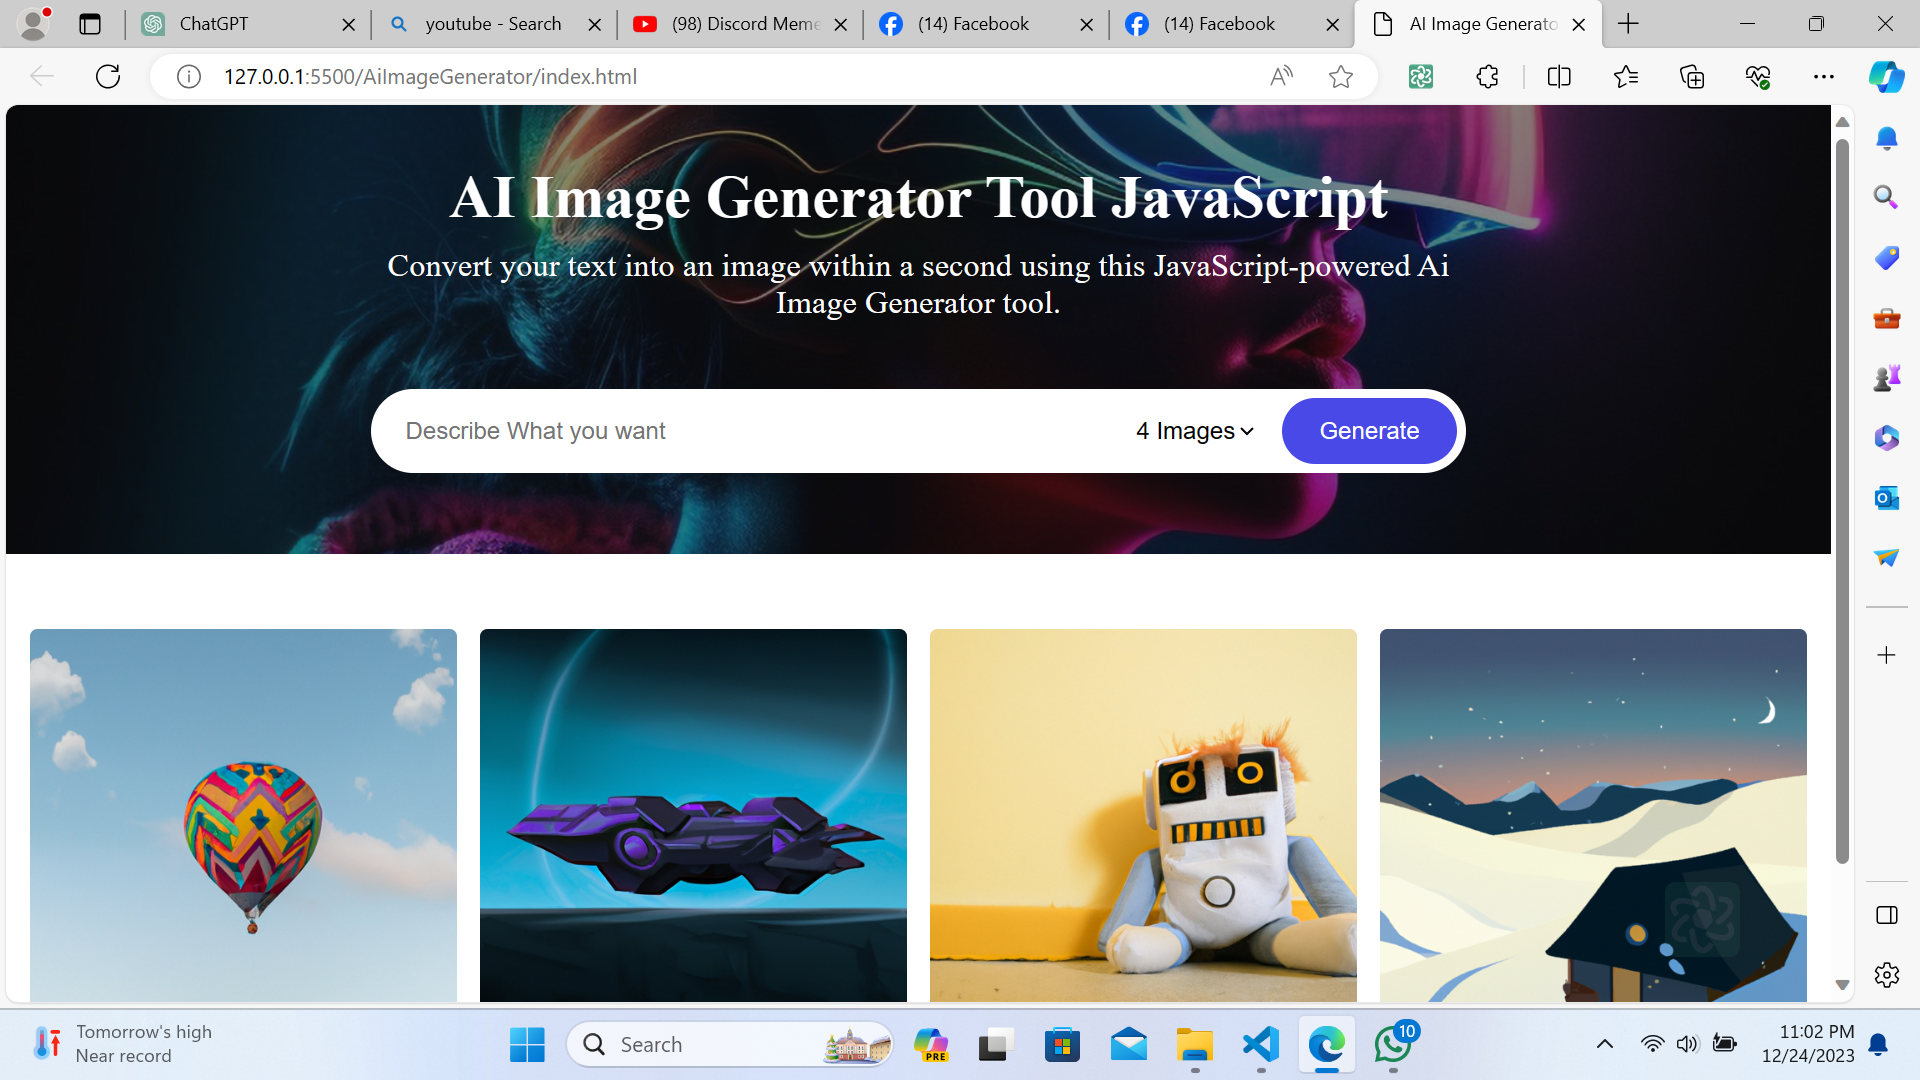 ChatGPT
youtube - Search
(98) Discord Meme
(14) Facebook
(14) Facebook
AI Image Generato
127.0.0.1:5500/AiImageGenerator/index.html
AI Image Generator Tool JavaScript
Convert your text into an image within a second using this JavaScript-powered Ai
Image Generator tool.
Describe What you want
4 Images
Generate
Tomorrow's high
Near record
Search
PRE
10
11:02 PM
12/24/2023